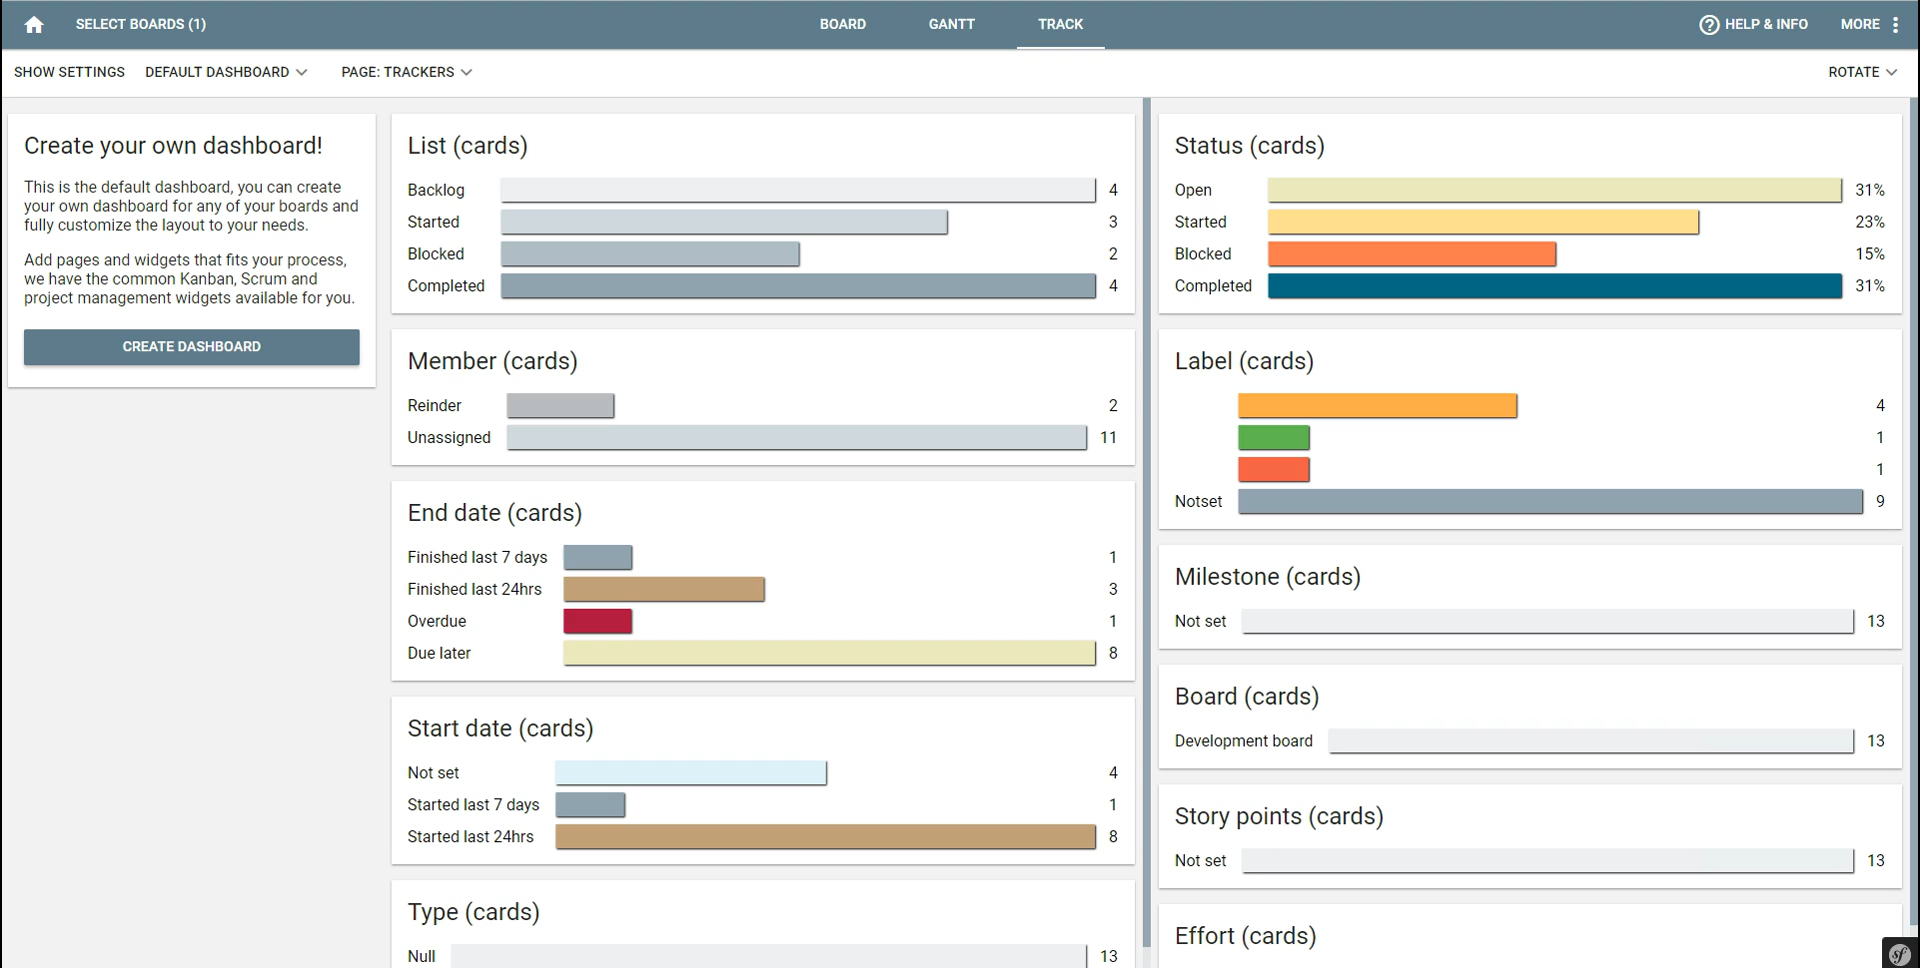 SELECT BOARDS (1)
BOARD
GANTT
TRACK
HELP & INFO
MORE
SHOW SETTINGS
DEFAULT DASHBOARD
PAGE: TRACKERS
ROTATE
Create your own dashboard!
This is the default dashboard, you can create
your own dashboard for any of your boards and
fully customize the layout to your needs.
Add pages and widgets that fits your process,
we have the common Kanban, Scrum and
project management widgets available for you.
CREATE DASHBOARD
List (cards)
Backlog 4
Started 3
Blocked 2
Completed 4
Member (cards)
Reinder 2
Unassigned 11
End date (cards)
Finished last 7 days 1
Finished last 24hrs 3
Overdue 1
Due later 8
Start date (cards)
Not set 4
Started last 7 days 1
Started last 24hrs 8
Type (cards)
Null 13
Status (cards)
Open 31%
Started 23%
Blocked 15%
Completed 31%
Label (cards)
4
1
1
Notset 9
Milestone (cards)
Not set 13
Board (cards)
Development board 13
Story points (cards)
Not set 13
Effort (cards)
sf